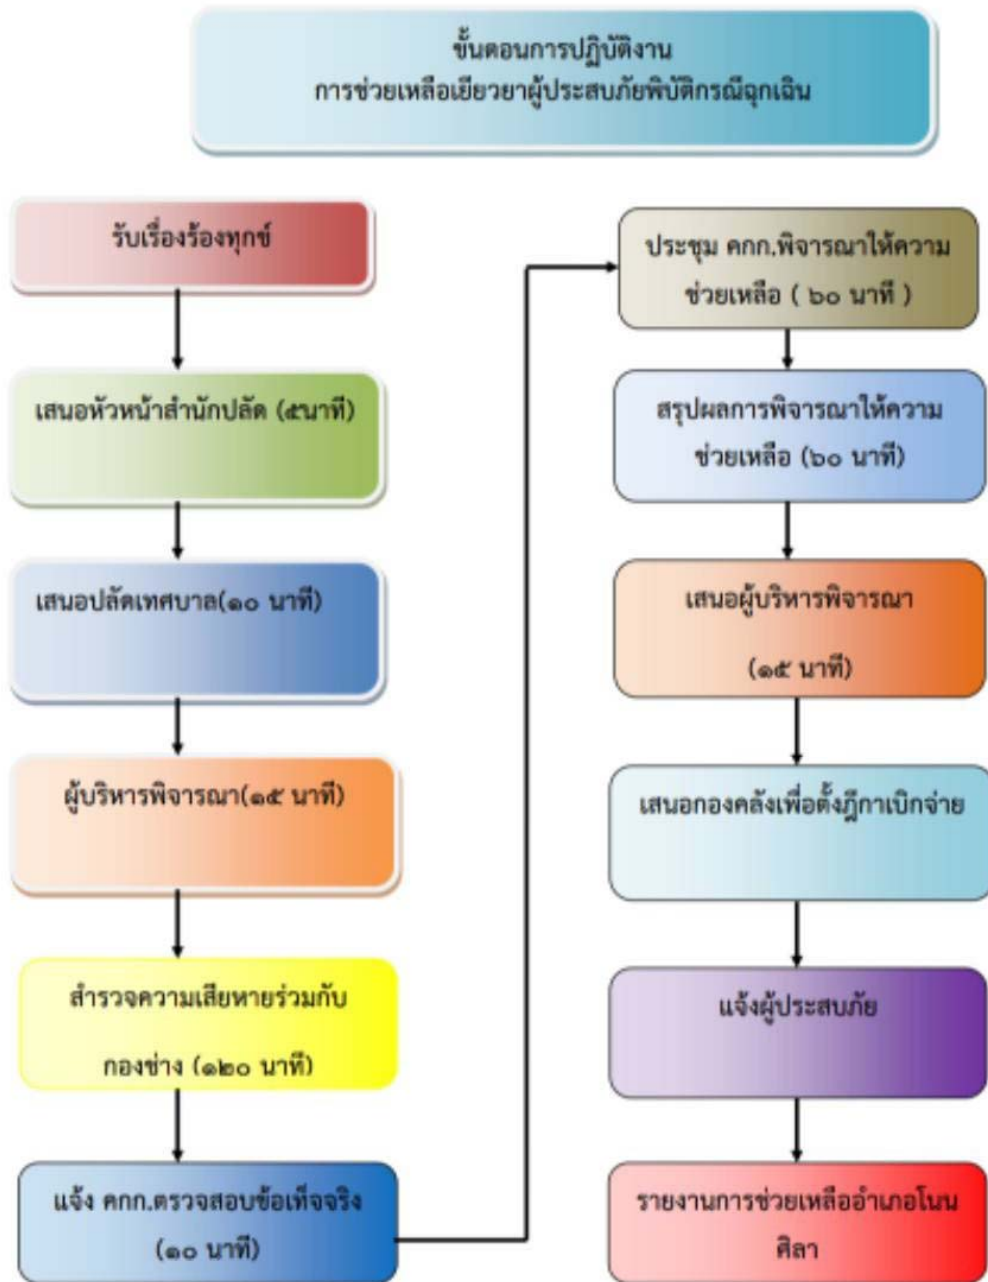 ขั้นตอนการปฏิบัติงาน
การช่วยเหลือเยียวยาผู้ประสบภัยพิบัติกรณีฉุกเฉิน
รับเรื่องร้องทุกข์
เสนอหัวหน้าสำนักปลัด (๕นาที)
เสนอปลัดเทศบาล(๑๐ นาที)
ผู้บริหารพิจารณา(๑๕ นาที)
สำรวจความเสียหายร่วมกับ
กองช่าง (๑๒๐ นาที)
แจ้ง คกก.ตรวจสอบข้อเท็จจริง
(๑๐ นาที)
ประชุม คกก.พิจารณาให้ความ
ช่วยเหลือ ( ๖๐ นาที )
สรุปผลการพิจารณาให้ความ
ช่วยเหลือ (๖๐ นาที)
เสนอผู้บริหารพิจารณา
(๑๕ นาที)
เสนอกองคลังเพื่อตั้งฎีกาเบิกจ่าย
แจ้งผู้ประสบภัย
รายงานการช่วยเหลืออำเภอโนน
ศิลา